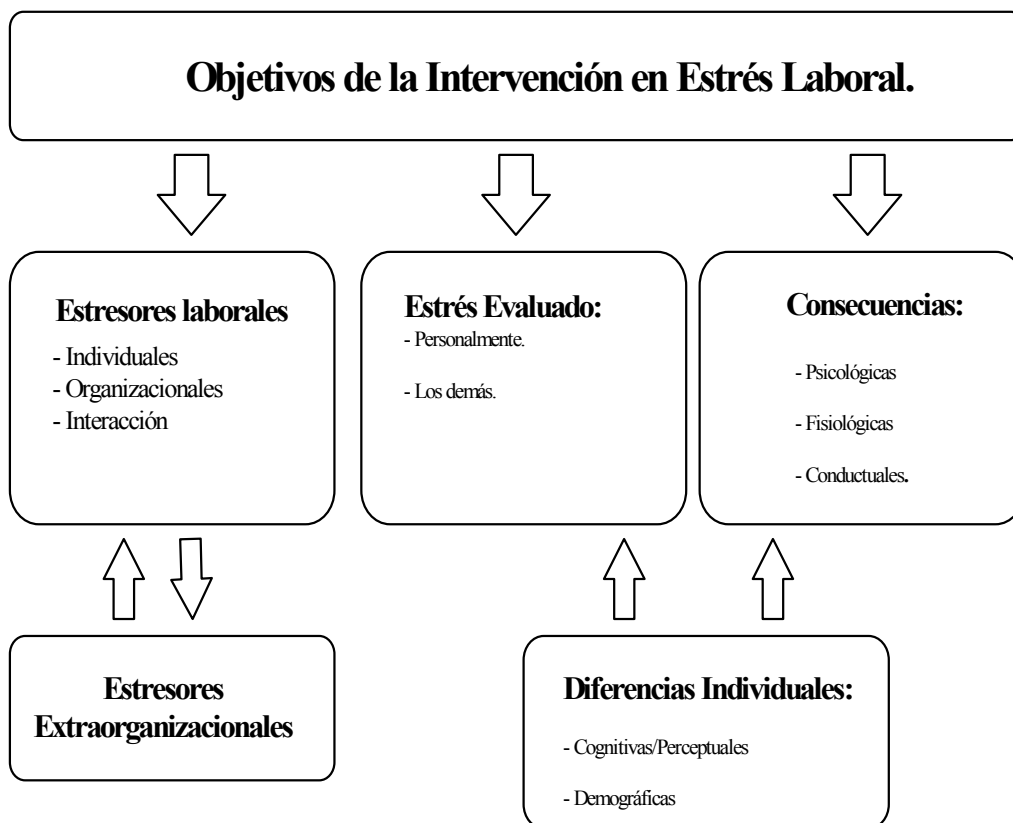 Objetivos de la Intervención en Estrés Laboral.
Estresores laborales
- Individuales
- Organizacionales
- Interacción
Estrés Evaluado:
- Personalmente.
- Los demás.
Consecuencias:
- Psicológicas
- Fisiológicas
- Conductuales.
Estresores
Extraorganizacionales
Diferencias Individuales:
- Cognitivas/Perceptuales
- Demográficas